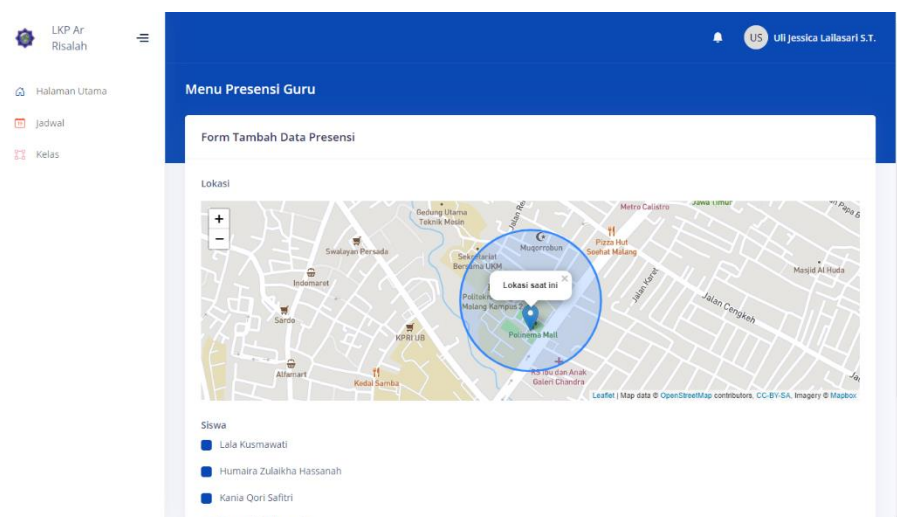 LKP Ar
Risalah
US Uli Jessica Lailasari S.T.
Halaman Utama
Jadwal
Kelas
Menu Presensi Guru
Form Tambah Data Presensi
Lokasi
+
−
Gedung Utama
Teknik Mesin
Metro Calistro
Jawa Timur
Swalayan Persada
Muqorrobun
Pizza Hut
Soehat Malang
Sekretariat
Bersama UKM
Masjid Al Huda
Indomaret
Lokasi saat ini
×
Jalan Karet
Jalan Cengkeh
Malang Kampus
Sardo
KPRI UB
Polinema Mall
Alfamart
Kedai Samba
RS Ibu dan Anak
Galeri Chandra
Leaflet | Map data © OpenStreetMap contributors, CC-BY-SA, Imagery © Mapbox
Siswa
Lala Kusmawati
Humaira Zulaikha Hassanah
Kania Qori Safitri